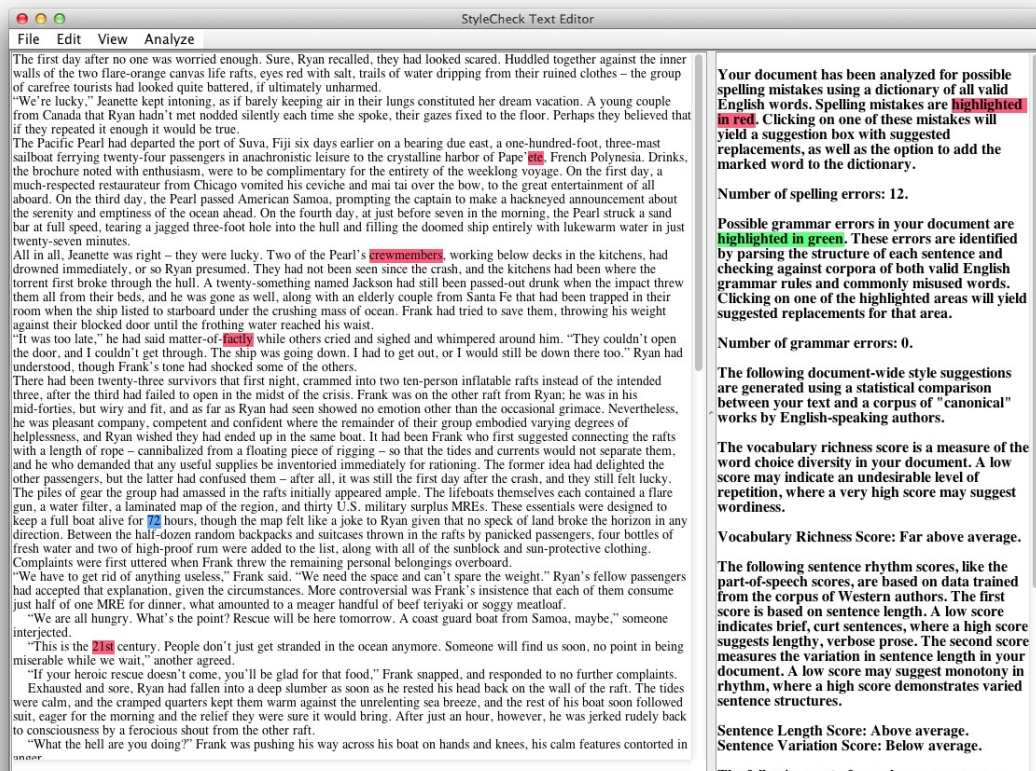 StyleCheck Text Editor
File Edit View Analyze
The first day after no one was worried enough. Sure, Ryan recalled, they had looked scared. Huddled together against the inner
walls of the two flare-orange canvas life rafts, eyes red with salt, trails of water dripping from their ruined clothes – the group
of carefree tourists had looked quite battered, if ultimately unharmed.
“We’re lucky,” Jeanette kept intoning, as if barely keeping air in their lungs constituted her dream vacation. A young couple
from Canada that Ryan hadn’t met nodded silently each time she spoke, their gazes fixed to the floor. Perhaps they believed that
if they repeated it enough it would be true.
The Pacific Pearl had departed the port of Suva, Fiji six days earlier on a bearing due east, a one-hundred-foot, three-mast
sailboat ferrying twenty-four passengers in anachronistic leisure to the crystalline harbor of Pape’ete, French Polynesia. Drinks,
the brochure noted with enthusiasm, were to be complimentary for the entirety of the weeklong voyage. On the first day, a
much-respected restaurateur from Chicago vomited his ceviche and mai tai over the bow, to the great entertainment of all
aboard. On the third day, the Pearl passed American Samoa, prompting the captain to make a hackneyed announcement about
the serenity and emptiness of the ocean ahead. On the fourth day, at just before seven in the morning, the Pearl struck a sand
bar at full speed, tearing a jagged three-foot hole into the hull and filling the doomed ship entirely with lukewarm water in just
twenty-seven minutes.
All in all, Jeanette was right – they were lucky. Two of the Pearl’s crewmembers, working below decks in the kitchens, had
drowned immediately, or so Ryan presumed. They had not been seen since the crash, and the kitchens had been where the
torrent first broke through the hull. A twenty-something named Jackson had still been passed-out drunk when the impact threw
them all from their beds, and he was gone as well, along with an elderly couple from Santa Fe that had been trapped in their
room when the ship listed to starboard under the crushing mass of ocean. Frank had tried to save them, throwing his weight
against their blocked door until the frothing water reached his waist.
“It was too late,” he had said matter-of-factly while others cried and sighed and whimpered around him. “They couldn’t open
the door, and I couldn’t get through. The ship was going down. I had to get out, or I would still be down there too.” Ryan had
understood, though Frank’s tone had shocked some of the others.
There had been twenty-three survivors that first night, crammed into two ten-person inflatable rafts instead of the intended
three, after the third had failed to open in the midst of the crisis. Frank was on the other raft from Ryan; he was in his
mid-forties, but wiry and fit, and as far as Ryan had seen showed no emotion other than the occasional grimace. Nevertheless,
he was pleasant company, competent and confident where the remainder of their group embodied varying degrees of
helplessness, and Ryan wished they had ended up in the same boat. It had been Frank who first suggested connecting the rafts
with a length of rope – cannibalized from a floating piece of rigging – so that the tides and currents would not separate them,
and he who demanded that any useful supplies be inventoried immediately for rationing. The former idea had delighted the
other passengers, but the latter had confused them – after all, it was still the first day after the crash, and they still felt lucky.
The piles of gear the group had amassed in the rafts initially appeared ample. The lifeboats themselves each contained a flare
gun, a water filter, a laminated map of the region, and thirty U.S. military surplus MREs. These essentials were designed to
keep a full boat alive for 72 hours, though the map felt like a joke to Ryan given that no speck of land broke the horizon in any
direction. Between the half-dozen random backpacks and suitcases thrown in the rafts by panicked passengers, four bottles of
fresh water and two of high-proof rum were added to the list, along with all of the sunblock and sun-protective clothing.
Complaints were first uttered when Frank threw the remaining personal belongings overboard.
“We have to get rid of anything useless,” Frank said. “We need the space and can’t spare the weight.” Ryan’s fellow passengers
had accepted that explanation, given the circumstances. More controversial was Frank’s insistence that each of them consume
just half of one MRE for dinner, what amounted to a meager handful of beef teriyaki or soggy meatloaf.
“We are all hungry. What’s the point? Rescue will be here tomorrow. A coast guard boat from Samoa, maybe,” someone
interjected.
“This is the 21st century. People don’t just get stranded in the ocean anymore. Someone will find us soon, no point in being
miserable while we wait,” another agreed.
“If your heroic rescue doesn’t come, you’ll be glad for that food,” Frank snapped, and responded to no further complaints.
Exhausted and sore, Ryan had fallen into a deep slumber as soon as he rested his head back on the wall of the raft. The tides
were calm, and the cramped quarters kept them warm against the unrelenting sea breeze, and the rest of his boat soon followed
suit, eager for the morning and the relief they were sure it would bring. After just an hour, however, he was jerked rudely back
to consciousness by a ferocious shout from the other raft.
“What the hell are you doing?” Frank was pushing his way across his boat on hands and knees, his calm features contorted in
anger
Your document has been analyzed for possible
spelling mistakes using a dictionary of all valid
English words. Spelling mistakes are highlighted
in red. Clicking on one of these mistakes will
yield a suggestion box with suggested
replacements, as well as the option to add the
marked word to the dictionary.
Number of spelling errors: 12.
Possible grammar errors in your document are
highlighted in green. These errors are identified
by parsing the structure of each sentence and
checking against corpora of both valid English
grammar rules and commonly misused words.
Clicking on one of the highlighted areas will yield
suggested replacements for that area.
Number of grammar errors: 0.
The following document-wide style suggestions
are generated using a statistical comparison
between your text and a corpus of "canonical"
works by English-speaking authors.
The vocabulary richness score is a measure of the
word choice diversity in your document. A low
score may indicate an undesirable level of
repetition, where a very high score may suggest
wordiness.
Vocabulary Richness Score: Far above average.
The following sentence rhythm scores, like the
part-of-speech scores, are based on data trained
from the corpus of Western authors. The first
score is based on sentence length. A low score
indicates brief, curt sentences, where a high score
suggests lengthy, verbose prose. The second score
measures the variation in sentence length in your
document. A low score may suggest monotony in
rhythm, where a high score demonstrates varied
sentence structures.
Sentence Length Score: Above average.
Sentence Variation Score: Below average.